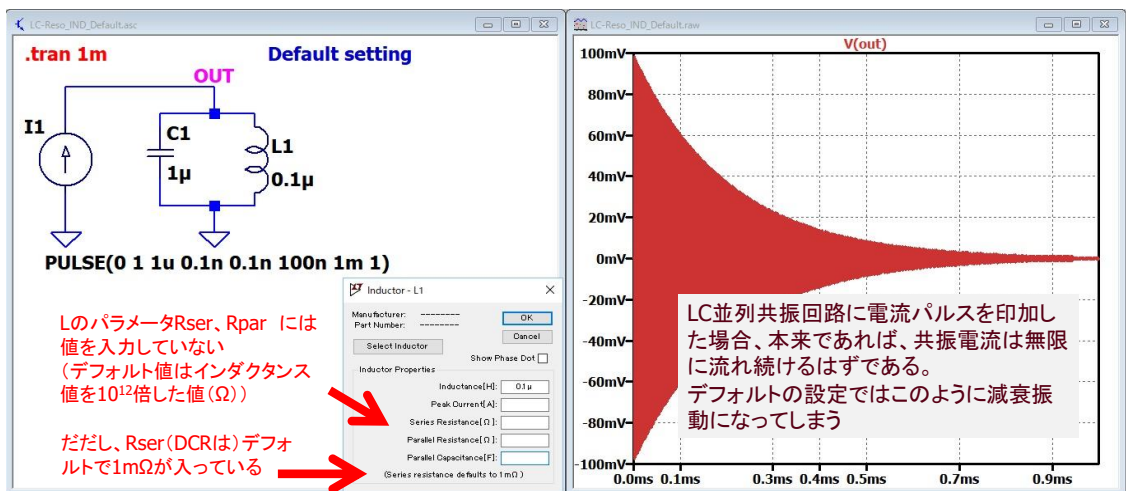 LC-Reso_IND_Default.asc
.tran 1m
Default setting
OUT
I1
C1
1µ
L1
0.1µ
PULSE(0 1 1u 0.1n 0.1n 100n 1m 1)
LのパラメータRser、Rpar には
値を入力していない
(デフォルト値はインダクタンス
値を10¹²倍した値(Ω))
だだし、Rser(DCRは)デフォ
ルトで1mΩが入っている
Inductor - L1
Manufacturer: --------
Part Number: --------
OK
Cancel
Select Inductor
Show Phase Dot
Inductor Properties
Inductance[H]: 0.1µ
Peak Current[A]:
Series Resistance[Ω]:
Parallel Resistance[Ω]:
Parallel Capacitance[F]:
(Series resistance defaults to 1mΩ)
LC-Reso_IND_Default.raw
V(out)
100mV
80mV
60mV
40mV
20mV
0mV
-20mV
-40mV
-60mV
-80mV
-100mV
0.0ms 0.1ms 0.3ms 0.4ms 0.5ms 0.7ms 0.9ms
LC並列共振回路に電流パルスを印加し
た場合、本来であれば、共振電流は無限
に流れ続けるはずである。
デフォルトの設定ではこのように減衰振
動になってしまう